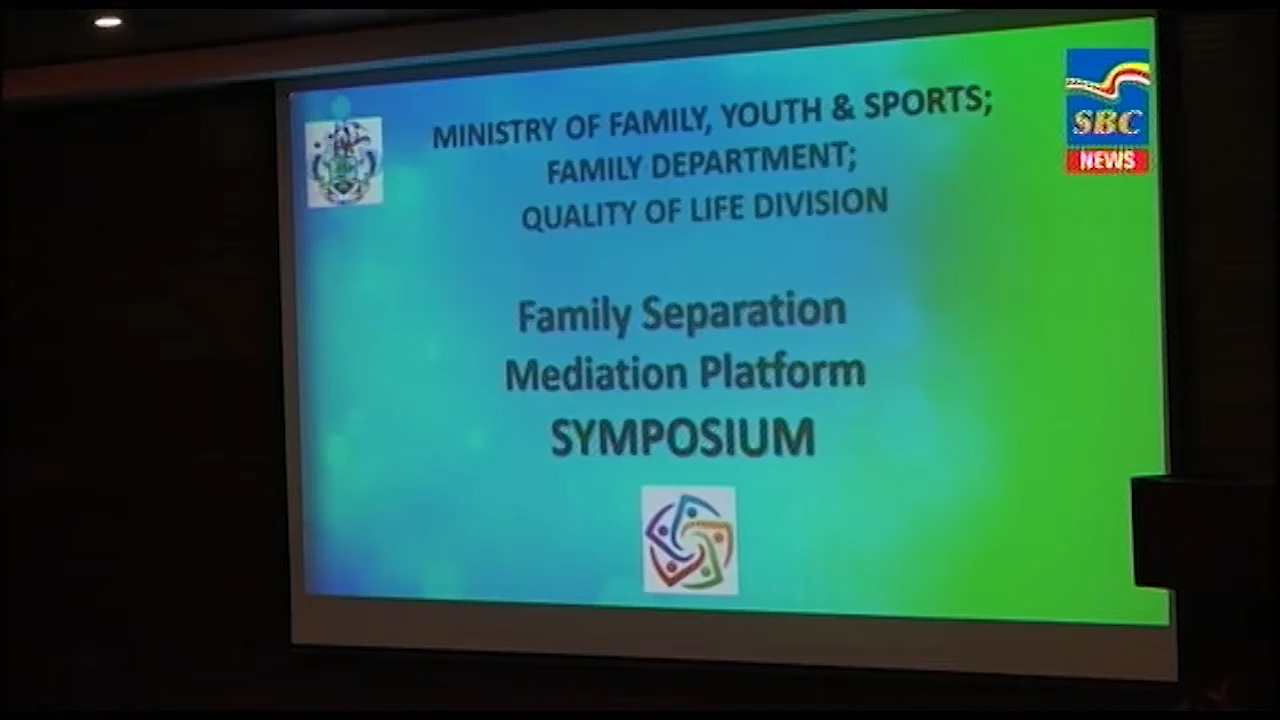 MINISTRY OF FAMILY, YOUTH & SPORTS;
FAMILY DEPARTMENT;
QUALITY OF LIFE DIVISION
Family Separation
Mediation Platform
SYMPOSIUM
SBC
NEWS